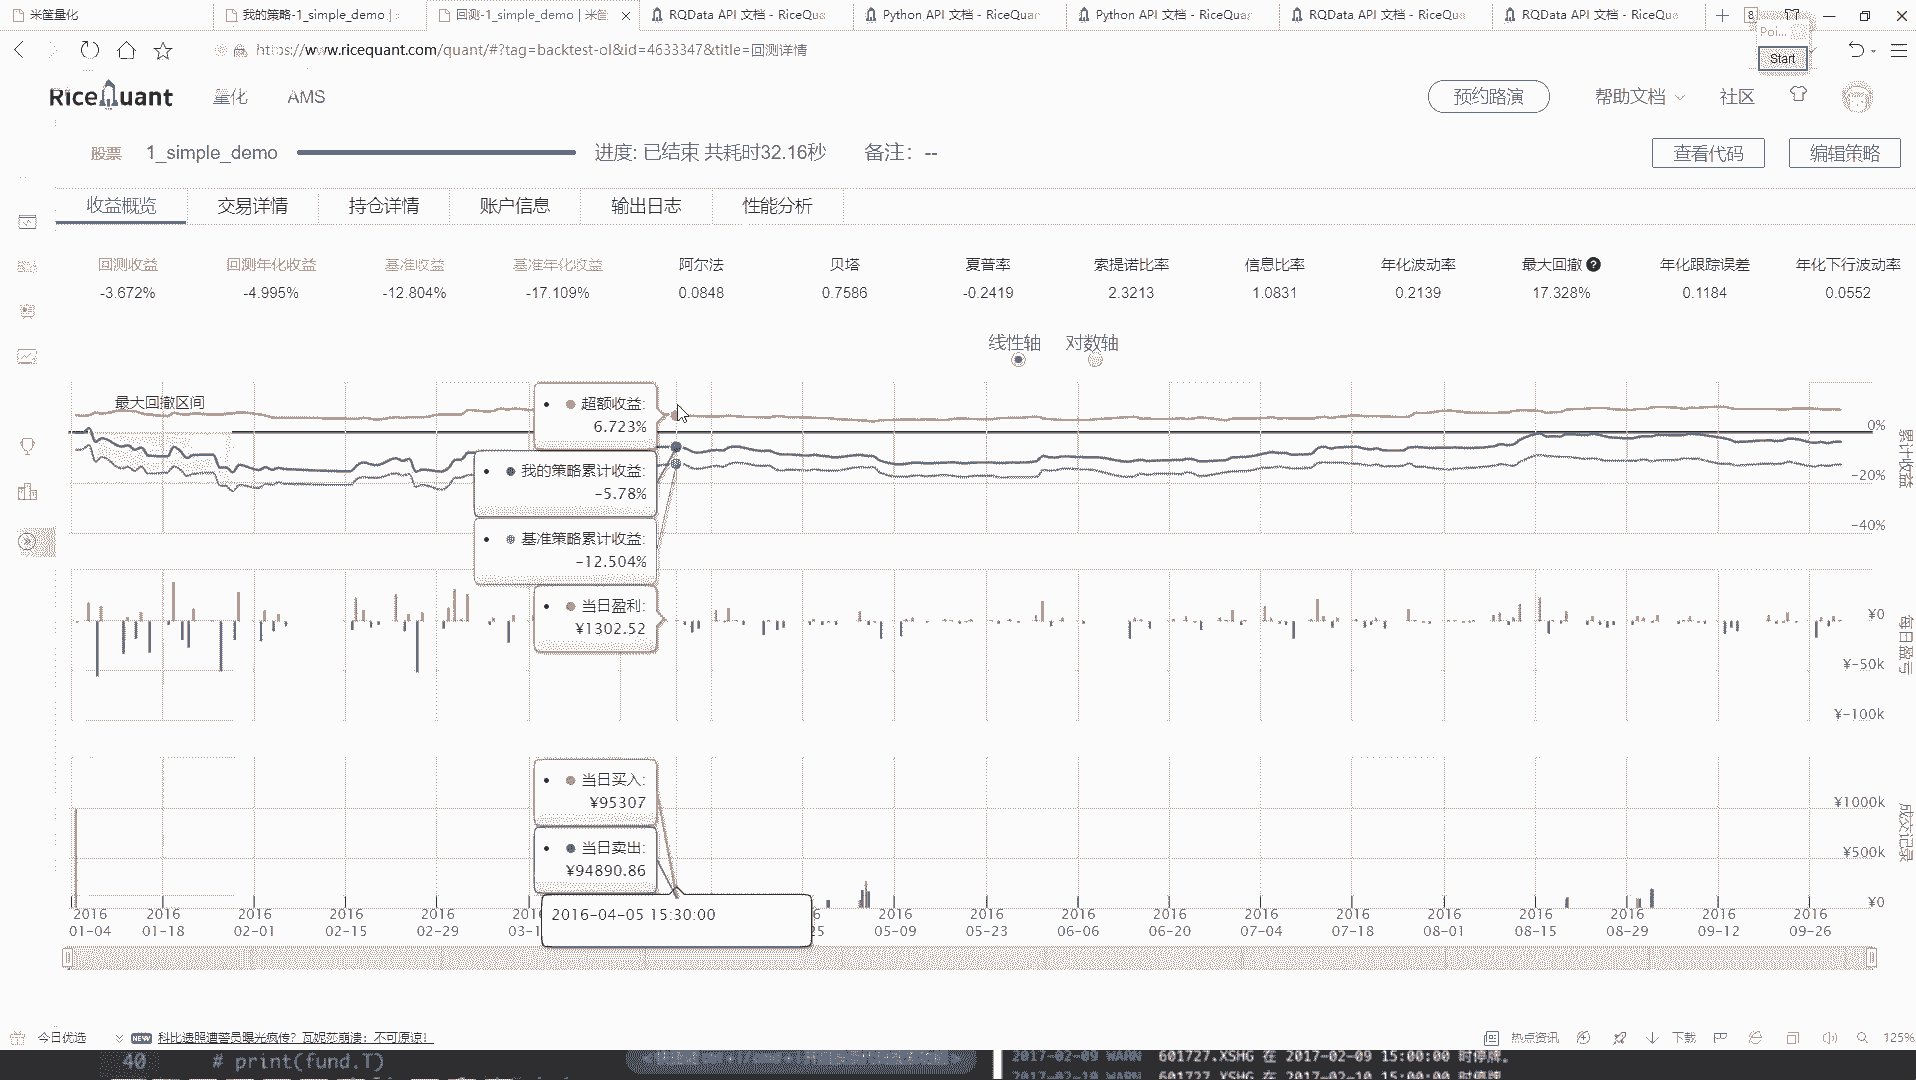 米筐量化
我的策略-1_simple_demo
回测-1_simple_demo | 米筐
RQData API 文档 - RiceQua
Python API 文档 - RiceQuar
Python API 文档 - RiceQua
RQData API 文档 - RiceQua
RQData API 文档 - RiceQua
8
Poi...
https://www.ricequant.com/quant/#?tag=backtest-ol&id=4633347&title=回测详情
Start
RiceQuant
量化
AMS
预约路演
帮助文档
社区
股票
1_simple_demo
进度: 已结束 共耗时32.16秒
备注: --
查看代码
编辑策略
收益概览
交易详情
持仓详情
账户信息
输出日志
性能分析
回测收益 回测年化收益 基准收益 基准年化收益 阿尔法 贝塔 夏普率 索提诺比率 信息比率 年化波动率 最大回撤 ? 年化跟踪误差 年化下行波动率
-3.672% -4.995% -12.804% -17.109% 0.0848 0.7586 -0.2419 2.3213 1.0831 0.2139 17.328% 0.1184 0.0552
线性轴 对数轴
最大回撤区间
超额收益:
6.723%
我的策略累计收益:
-5.78%
基准策略累计收益:
-12.504%
0%
-20%
-40%
累计收益
当日盈利:
¥1302.52
¥0
¥-50k
¥-100k
每日盈亏
当日买入:
¥95307
当日卖出:
¥94890.86
¥1000k
¥500k
¥0
成交记录
2016-04-05 15:30:00
2016 2016 2016 2016 2016 201 6 2016 2016 2016 2016 2016 2016 2016 2016 2016 2016 2016
01-04 01-18 02-01 02-15 02-29 03-1 25 05-09 05-23 06-06 06-20 07-04 07-18 08-01 08-15 08-29 09-12 09-26
今日优选
NEW
科比遗照遭警员曝光疯传? 瓦妮莎崩溃: 不可原谅!
热点资讯
下载
125%
40 # print(fund.T)
2017-02-09 WARN 601727.XSHG 在 2017-02-09 15:00:00 时停牌。
2017-02-10 WARN 601727.XSHG 在 2017-02-10 15:00:00 时停牌。